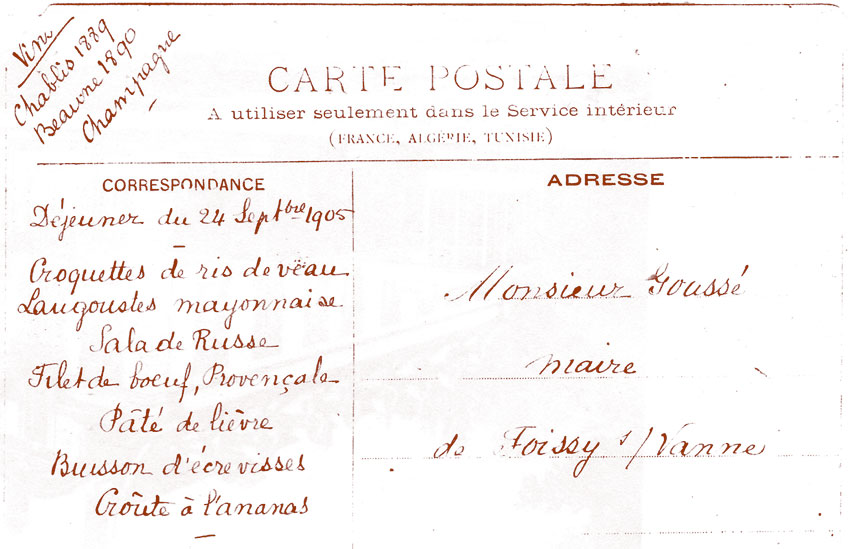 Vins
Chablis 1889
Beaune 1890
Champagne
CARTE POSTALE
A utiliser seulement dans le Service intérieur
(FRANCE, ALGERIE, TUNISIE)
CORRESPONDANCE
Déjeuner du 24 Septbre 1905
Croquettes de ris de veau
Langoustes mayonnaise
Salade Russe
Filet de boeuf, Provençale
Pâté de lièvre
Buisson d'écrevisses
Croûte à l'ananas
ADRESSE
Monsieur Goussé
maire
de Foissy s/Vanne